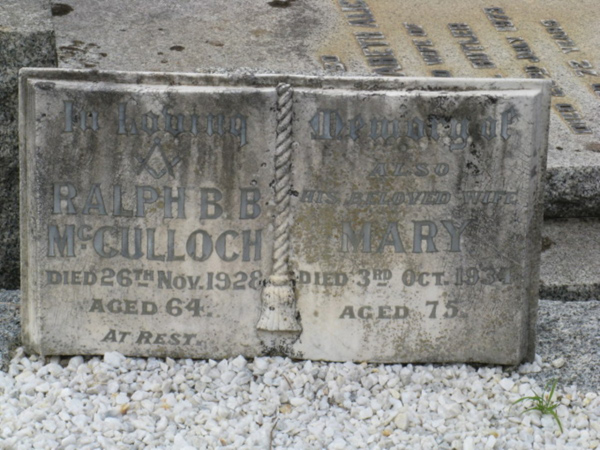 In Loving
RALPH B. B.
McCULLOCH
DIED 26TH NOV. 1928
AGED 64.
AT REST.
Memory of
ALSO
HIS BELOVED WIFE
MARY
DIED 3RD OCT.
AGED 75.